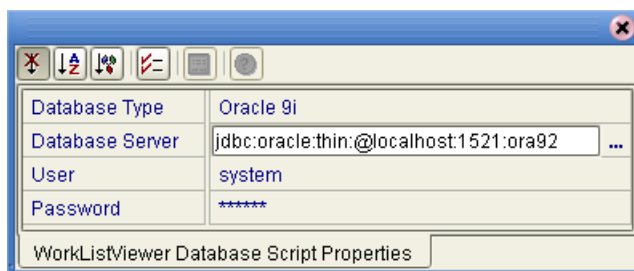 Database Type Oracle 9i
Database Server jdbc:oracle:thin:@localhost:1521:ora92 ...
User system
Password ******
WorkListViewer Database Script Properties